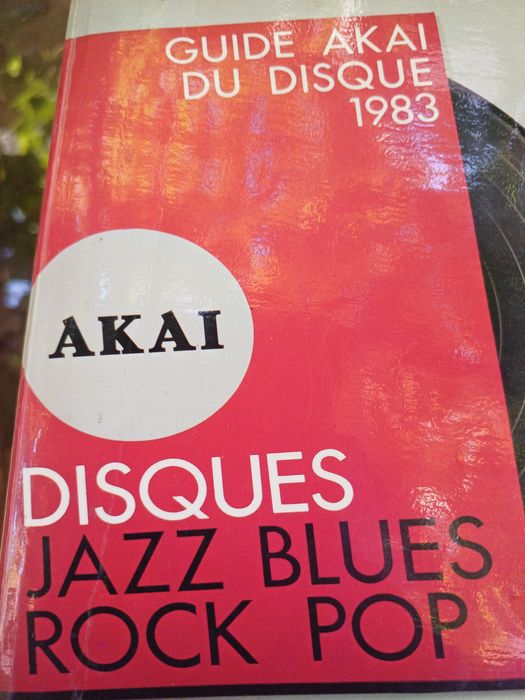 GUIDE AKAI
DU DISQUE
1983
AKAI
DISQUES
JAZZ BLUES
ROCK POP